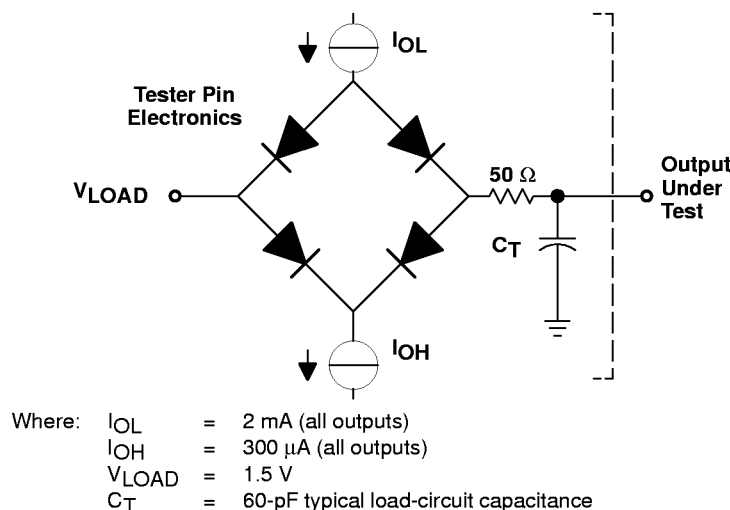 IOL
Tester Pin
Electronics
VLOAD
50 Ω
Output
Under
Test
CT
IOH
Where: IOL = 2 mA (all outputs)
IOH = 300 μA (all outputs)
VLOAD = 1.5 V
CT = 60-pF typical load-circuit capacitance